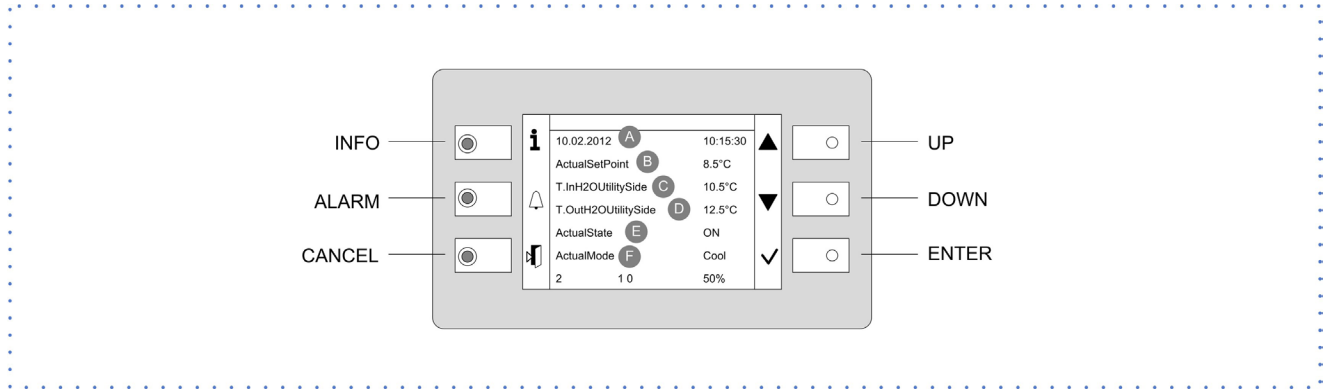 INFO
ALARM
CANCEL
i
10.02.2012 A 10:15:30
ActualSetPoint B 8.5°C
T.InH2OUtilitySide C 10.5°C
T.OutH2OUtilitySide D 12.5°C
ActualState E ON
ActualMode F Cool
2 1 0 50%
UP
DOWN
ENTER